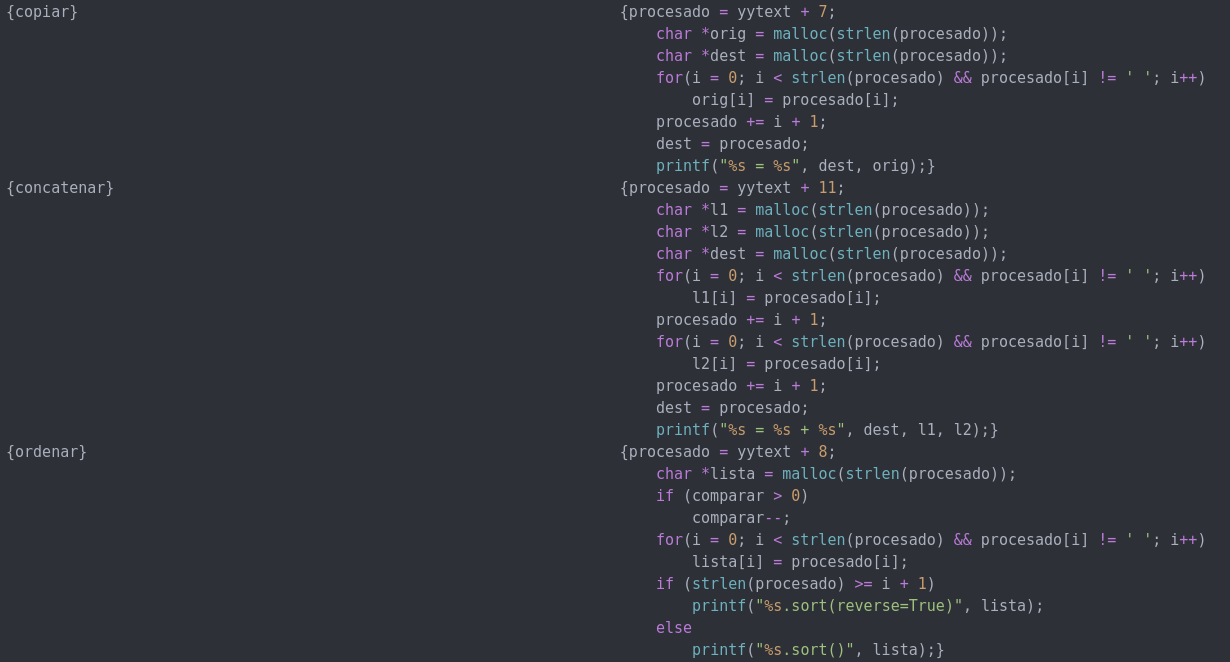 {copiar} {procesado = yytext + 7;
char *orig = malloc(strlen(procesado));
char *dest = malloc(strlen(procesado));
for(i = 0; i < strlen(procesado) && procesado[i] != ' '; i++)
orig[i] = procesado[i];
procesado += i + 1;
dest = procesado;
printf("%s = %s", dest, orig);}
{concatenar} {procesado = yytext + 11;
char *l1 = malloc(strlen(procesado));
char *l2 = malloc(strlen(procesado));
char *dest = malloc(strlen(procesado));
for(i = 0; i < strlen(procesado) && procesado[i] != ' '; i++)
l1[i] = procesado[i];
procesado += i + 1;
for(i = 0; i < strlen(procesado) && procesado[i] != ' '; i++)
l2[i] = procesado[i];
procesado += i + 1;
dest = procesado;
printf("%s = %s + %s", dest, l1, l2);}
{ordenar} {procesado = yytext + 8;
char *lista = malloc(strlen(procesado));
if (comparar > 0)
comparar--;
for(i = 0; i < strlen(procesado) && procesado[i] != ' '; i++)
lista[i] = procesado[i];
if (strlen(procesado) >= i + 1)
printf("%s.sort(reverse=True)", lista);
else
printf("%s.sort()", lista);}